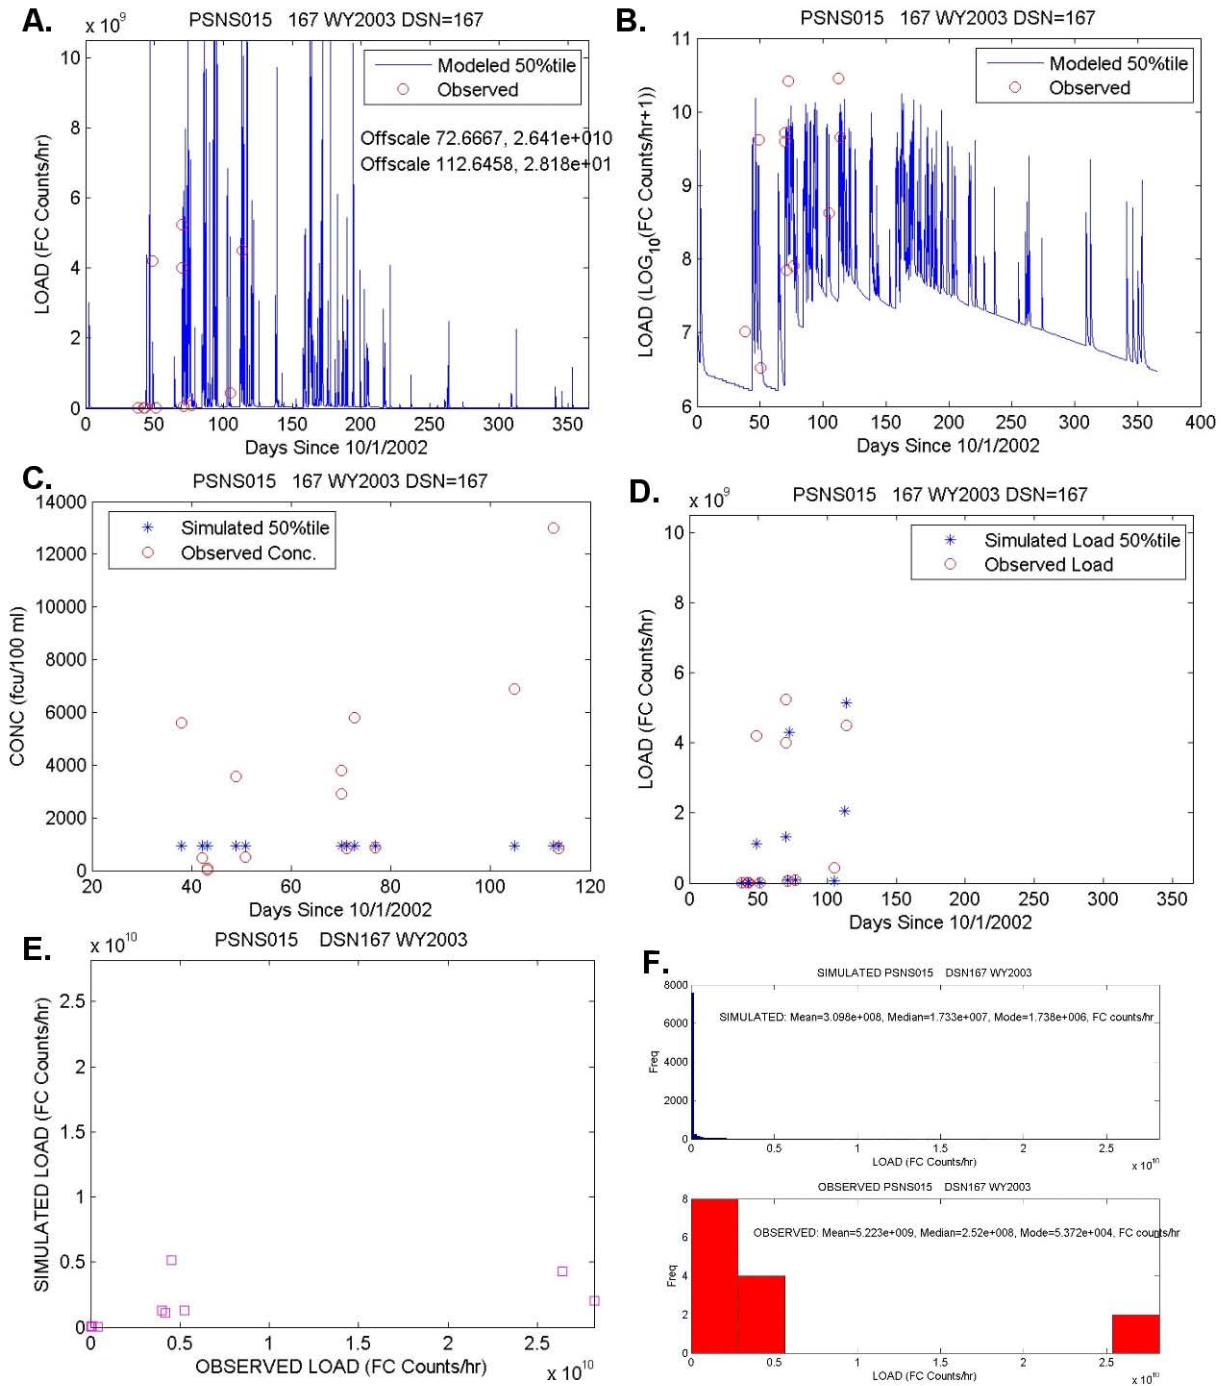 A.
PSNS015 167 WY2003 DSN=167
x 10^9
LOAD (FC Counts/hr)
10
8
6
4
2
0
Modeled 50%tile
Observed
Offscale 72.6667, 2.641e+010
Offscale 112.6458, 2.818e+01
0 50 100 150 200 250 300 350
Days Since 10/1/2002
B.
PSNS015 167 WY2003 DSN=167
LOAD (LOG10(FC Counts/hr+1))
11
10
9
8
7
6
Modeled 50%tile
Observed
0 50 100 150 200 250 300 350 400
Days Since 10/1/2002
C.
PSNS015 167 WY2003 DSN=167
CONC (fcu/100 ml)
14000
12000
10000
8000
6000
4000
2000
0
Simulated 50%tile
Observed Conc.
20 40 60 80 100 120
Days Since 10/1/2002
D.
PSNS015 167 WY2003 DSN=167
x 10^9
LOAD (FC Counts/hr)
10
8
6
4
2
0
Simulated Load 50%tile
Observed Load
0 50 100 150 200 250 300 350
Days Since 10/1/2002
E.
PSNS015 DSN167 WY2003
x 10^10
SIMULATED LOAD (FC Counts/hr)
2.5
2
1.5
1
0.5
0
0 0.5 1 1.5 2 2.5
x 10^10
OBSERVED LOAD (FC Counts/hr)
F.
SIMULATED PSNS015 DSN167 WY2003
Freq
8000
6000
4000
2000
0
SIMULATED: Mean=3.098e+008, Median=1.733e+007, Mode=1.738e+006, FC counts/hr
0 0.5 1 1.5 2 2.5
x 10^10
LOAD (FC Counts/hr)
OBSERVED PSNS015 DSN167 WY2003
Freq
8
6
4
2
0
OBSERVED: Mean=5.223e+009, Median=2.52e+008, Mode=5.372e+004, FC counts/hr
0 0.5 1 1.5 2 2.5
x 10^10
LOAD (FC Counts/hr)